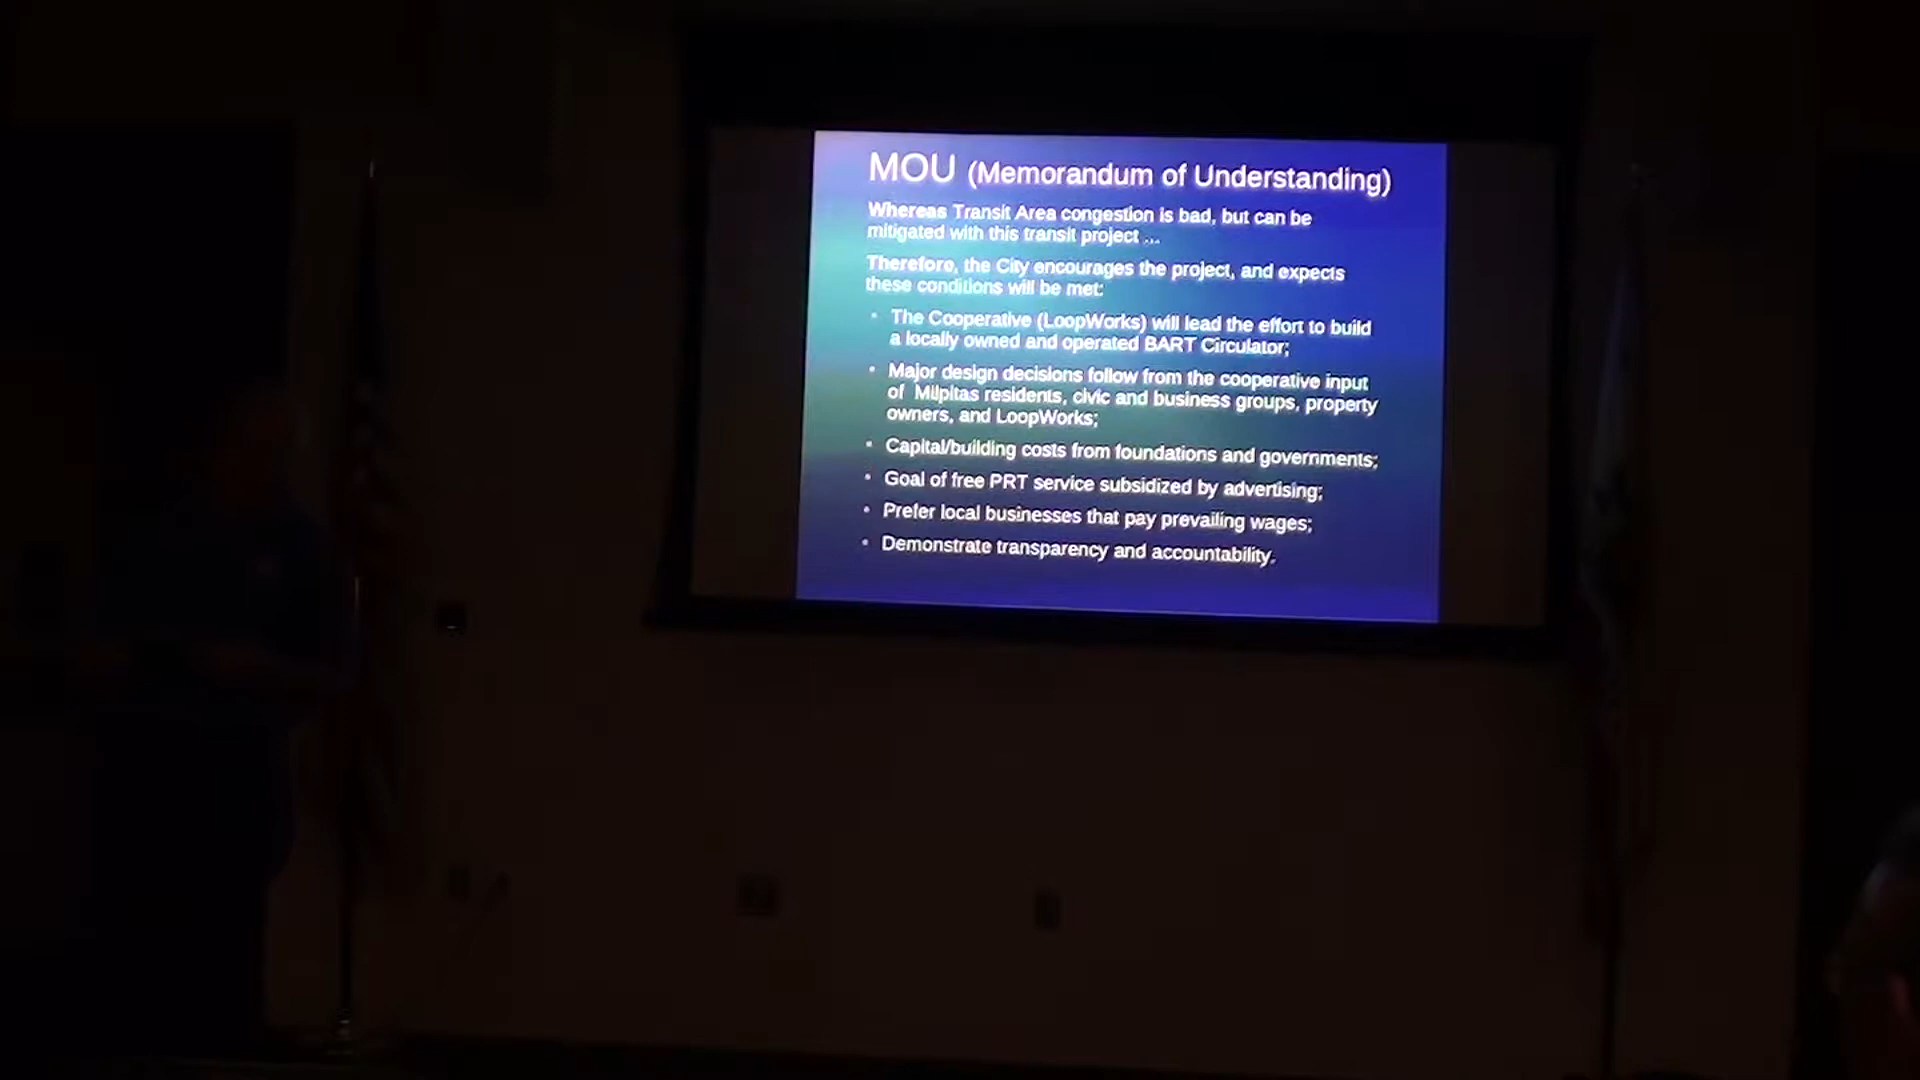 MOU (Memorandum of Understanding)
Whereas Transit Area congestion is bad, but can be
mitigated with this transit project ...
Therefore, the City encourages the project, and expects
these conditions will be met:
• The Cooperative (LoopWorks) will lead the effort to build
a locally owned and operated BART Circulator;
• Major design decisions follow from the cooperative input
of Milpitas residents, civic and business groups, property
owners, and LoopWorks;
• Capital/building costs from foundations and governments;
• Goal of free PRT service subsidized by advertising;
• Prefer local businesses that pay prevailing wages;
• Demonstrate transparency and accountability.